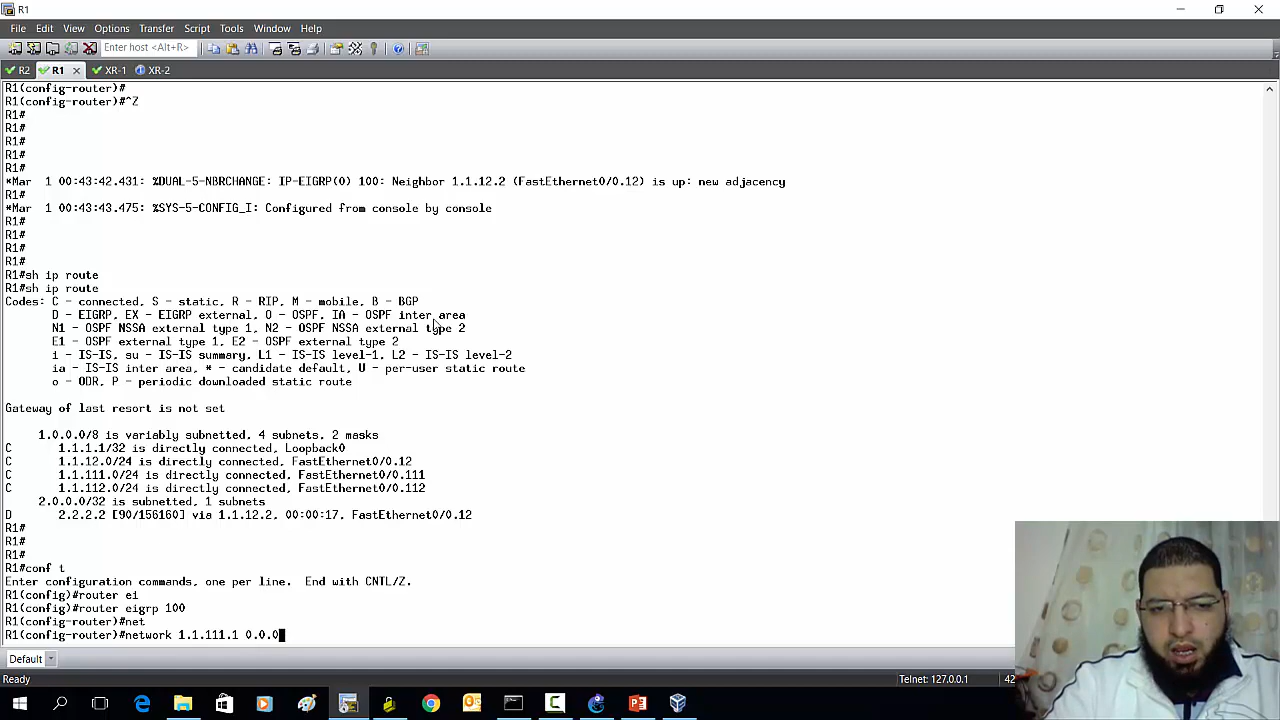 R1
File Edit View Options Transfer Script Tools Window Help
Enter host <Alt+R>
R2 R1 XR-1 XR-2
R1(config-router)#
R1(config-router)#^Z
R1#
R1#
R1#
R1#
R1#
*Mar 1 00:43:42.431: %DUAL-5-NBRCHANGE: IP-EIGRP(0) 100: Neighbor 1.1.12.2 (FastEthernet0/0.12) is up: new adjacency
R1#
*Mar 1 00:43:43.475: %SYS-5-CONFIG_I: Configured from console by console
R1#
R1#
R1#
R1#
R1#sh ip route
R1#sh ip route
Codes: C - connected, S - static, R - RIP, M - mobile, B - BGP
D - EIGRP, EX - EIGRP external, O - OSPF, IA - OSPF inter area
N1 - OSPF NSSA external type 1, N2 - OSPF NSSA external type 2
E1 - OSPF external type 1, E2 - OSPF external type 2
i - IS-IS, su - IS-IS summary, L1 - IS-IS level-1, L2 - IS-IS level-2
ia - IS-IS inter area, * - candidate default, U - per-user static route
o - ODR, P - periodic downloaded static route
Gateway of last resort is not set
1.0.0.0/8 is variably subnetted, 4 subnets, 2 masks
C 1.1.1.1/32 is directly connected, Loopback0
C 1.1.12.0/24 is directly connected, FastEthernet0/0.12
C 1.1.111.0/24 is directly connected, FastEthernet0/0.111
C 1.1.112.0/24 is directly connected, FastEthernet0/0.112
2.0.0.0/32 is subnetted, 1 subnets
D 2.2.2.2 [90/156160] via 1.1.12.2, 00:00:17, FastEthernet0/0.12
R1#
R1#
R1#
R1#conf t
Enter configuration commands, one per line. End with CNTL/Z.
R1(config)#router ei
R1(config)#router eigrp 100
R1(config-router)#net
R1(config-router)#network 1.1.111.1 0.0.0
Default
Ready Telnet: 127.0.0.1 42